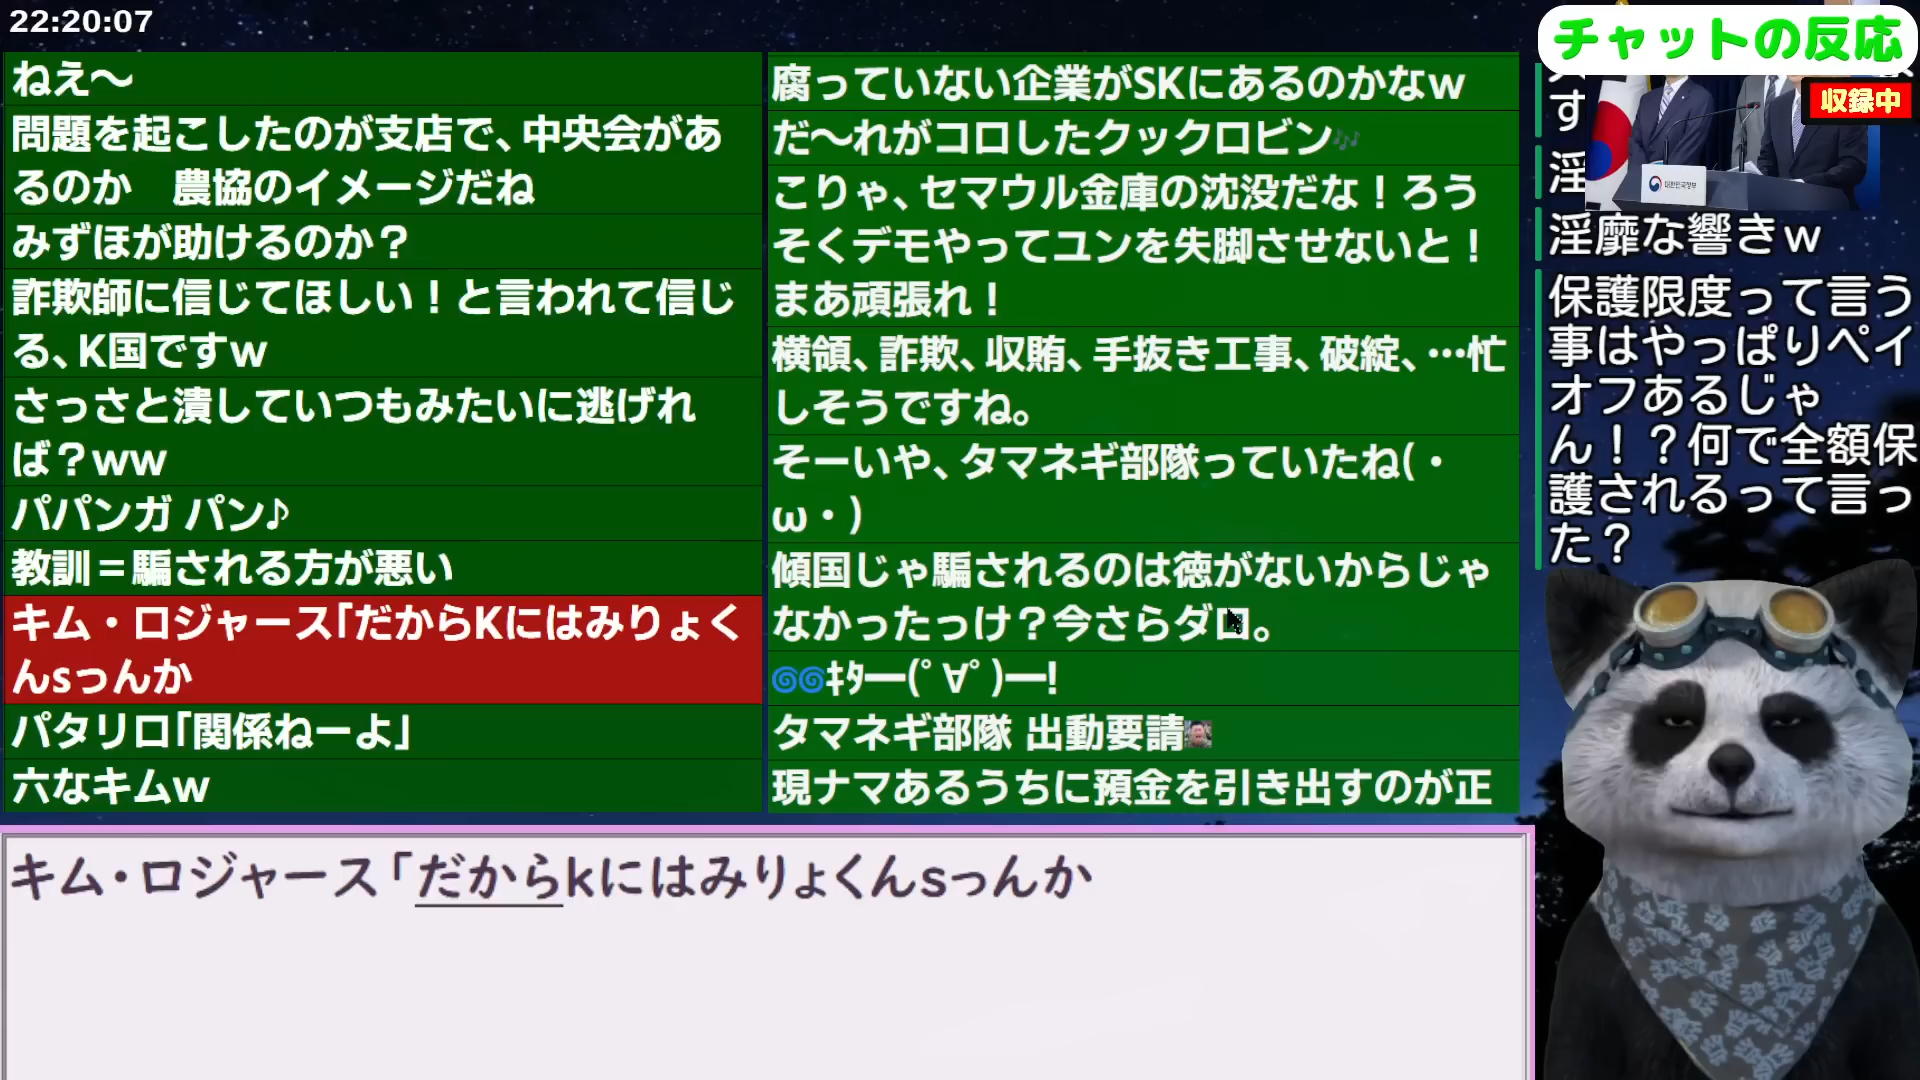 22:20:07
ねえ〜
問題を起こしたのが支店で、中央会があ
るのか　農協のイメージだね
みずほが助けるのか？
詐欺師に信じてほしい！と言われて信じ
る、K国ですw
さっさと潰していつもみたいに逃げれ
ば？ww
パパンガ パン♪
教訓＝騙される方が悪い
キム・ロジャース｢だからKにはみりょく
んsっんか
パタリロ｢関係ねーよ｣
六なキムw
腐っていない企業がSKにあるのかなw
だ〜れがコロしたクックロビン🎶
こりゃ、セマウル金庫の沈没だな！ろう
そくデモやってユンを失脚させないと！
まあ頑張れ！
横領、詐欺、収賄、手抜き工事、破綻、…忙
しそうですね。
そーいや、タマネギ部隊っていたね(・
ω・)
傾国じゃ騙されるのは徳がないからじゃ
なかったっけ？今さらダロ。
🌀🌀ｷﾀ━(ﾟ∀ﾟ)━!
タマネギ部隊 出動要請
現ナマあるうちに預金を引き出すのが正
チャットの反応
収録中
す
대한민국정부
淫
淫靡な響きｗ
保護限度って言う
事はやっぱりペイ
オフあるじゃ
ん！？何で全額保
護されるって言っ
た？
キム・ロジャース｢だからkにはみりょくんsっんか